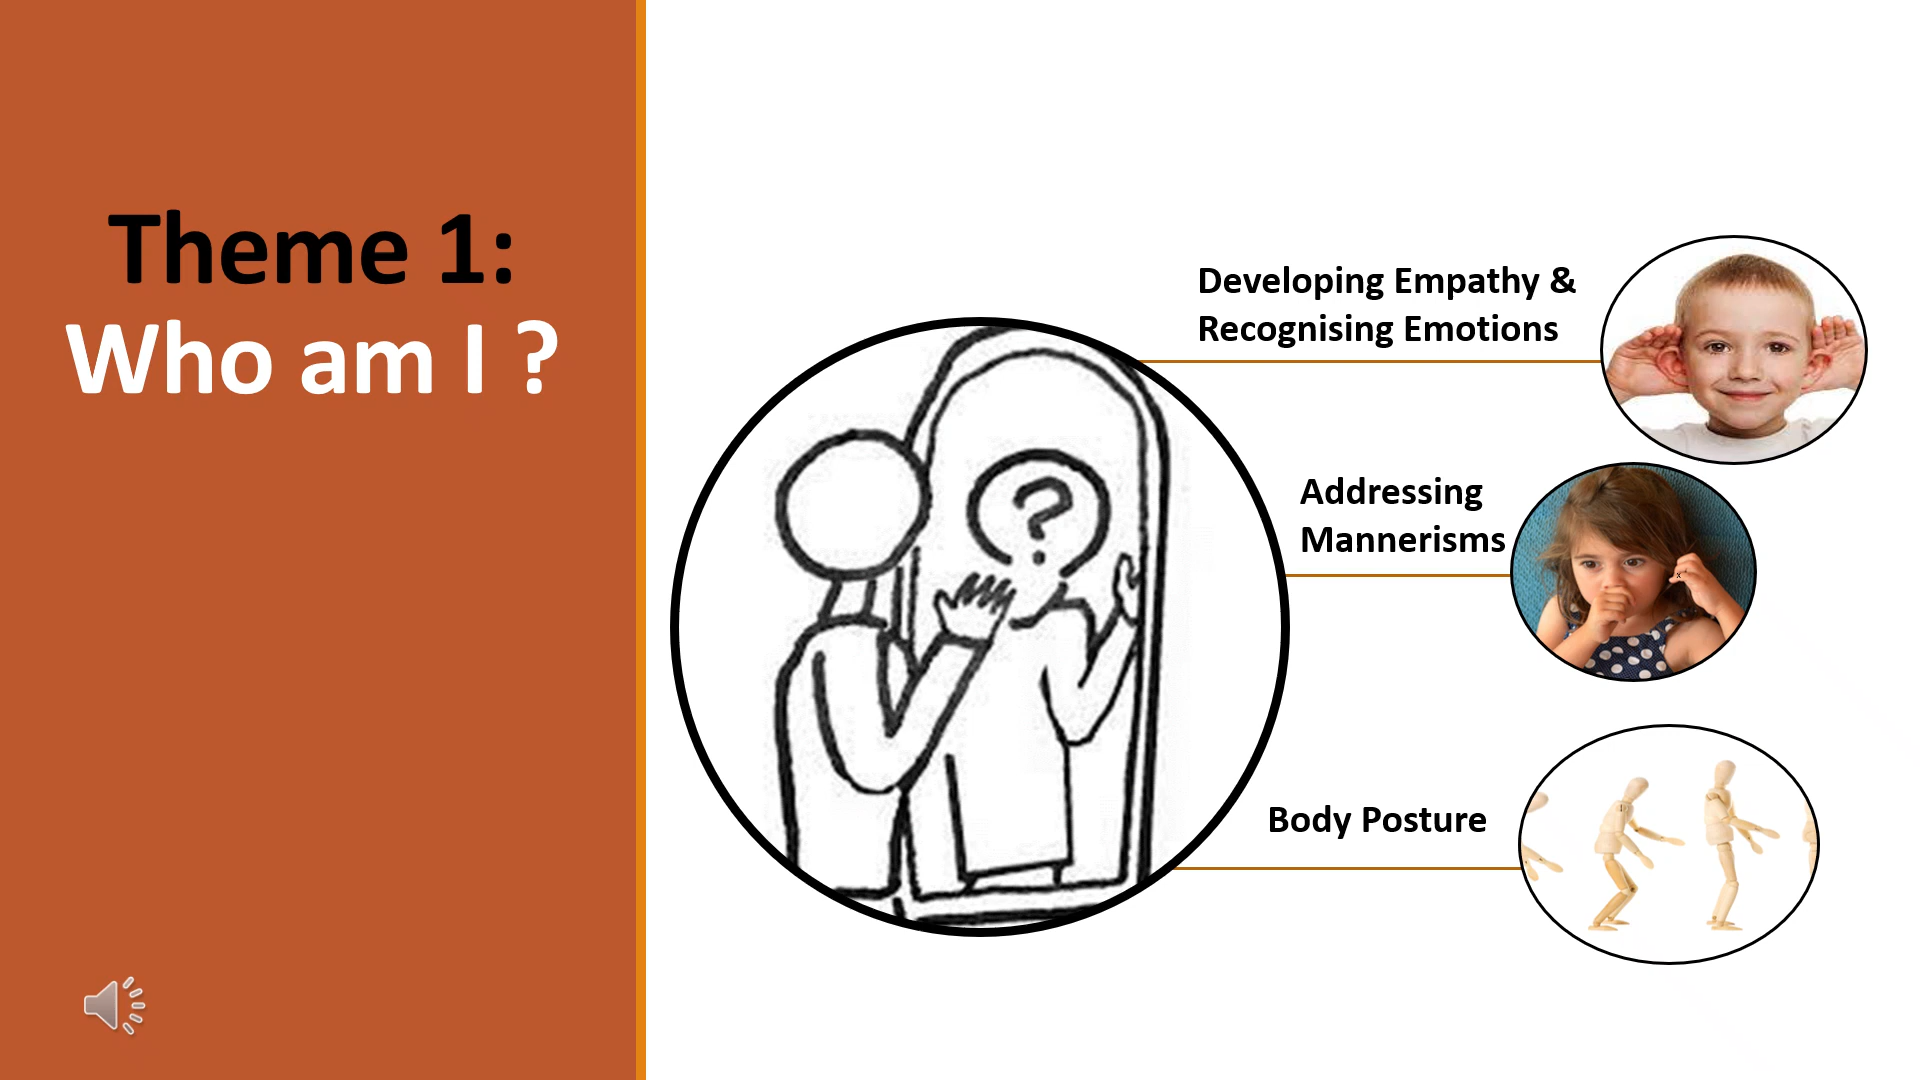 Theme 1:
Who am I ?
Developing Empathy &
Recognising Emotions
?
Addressing
Mannerisms
Body Posture